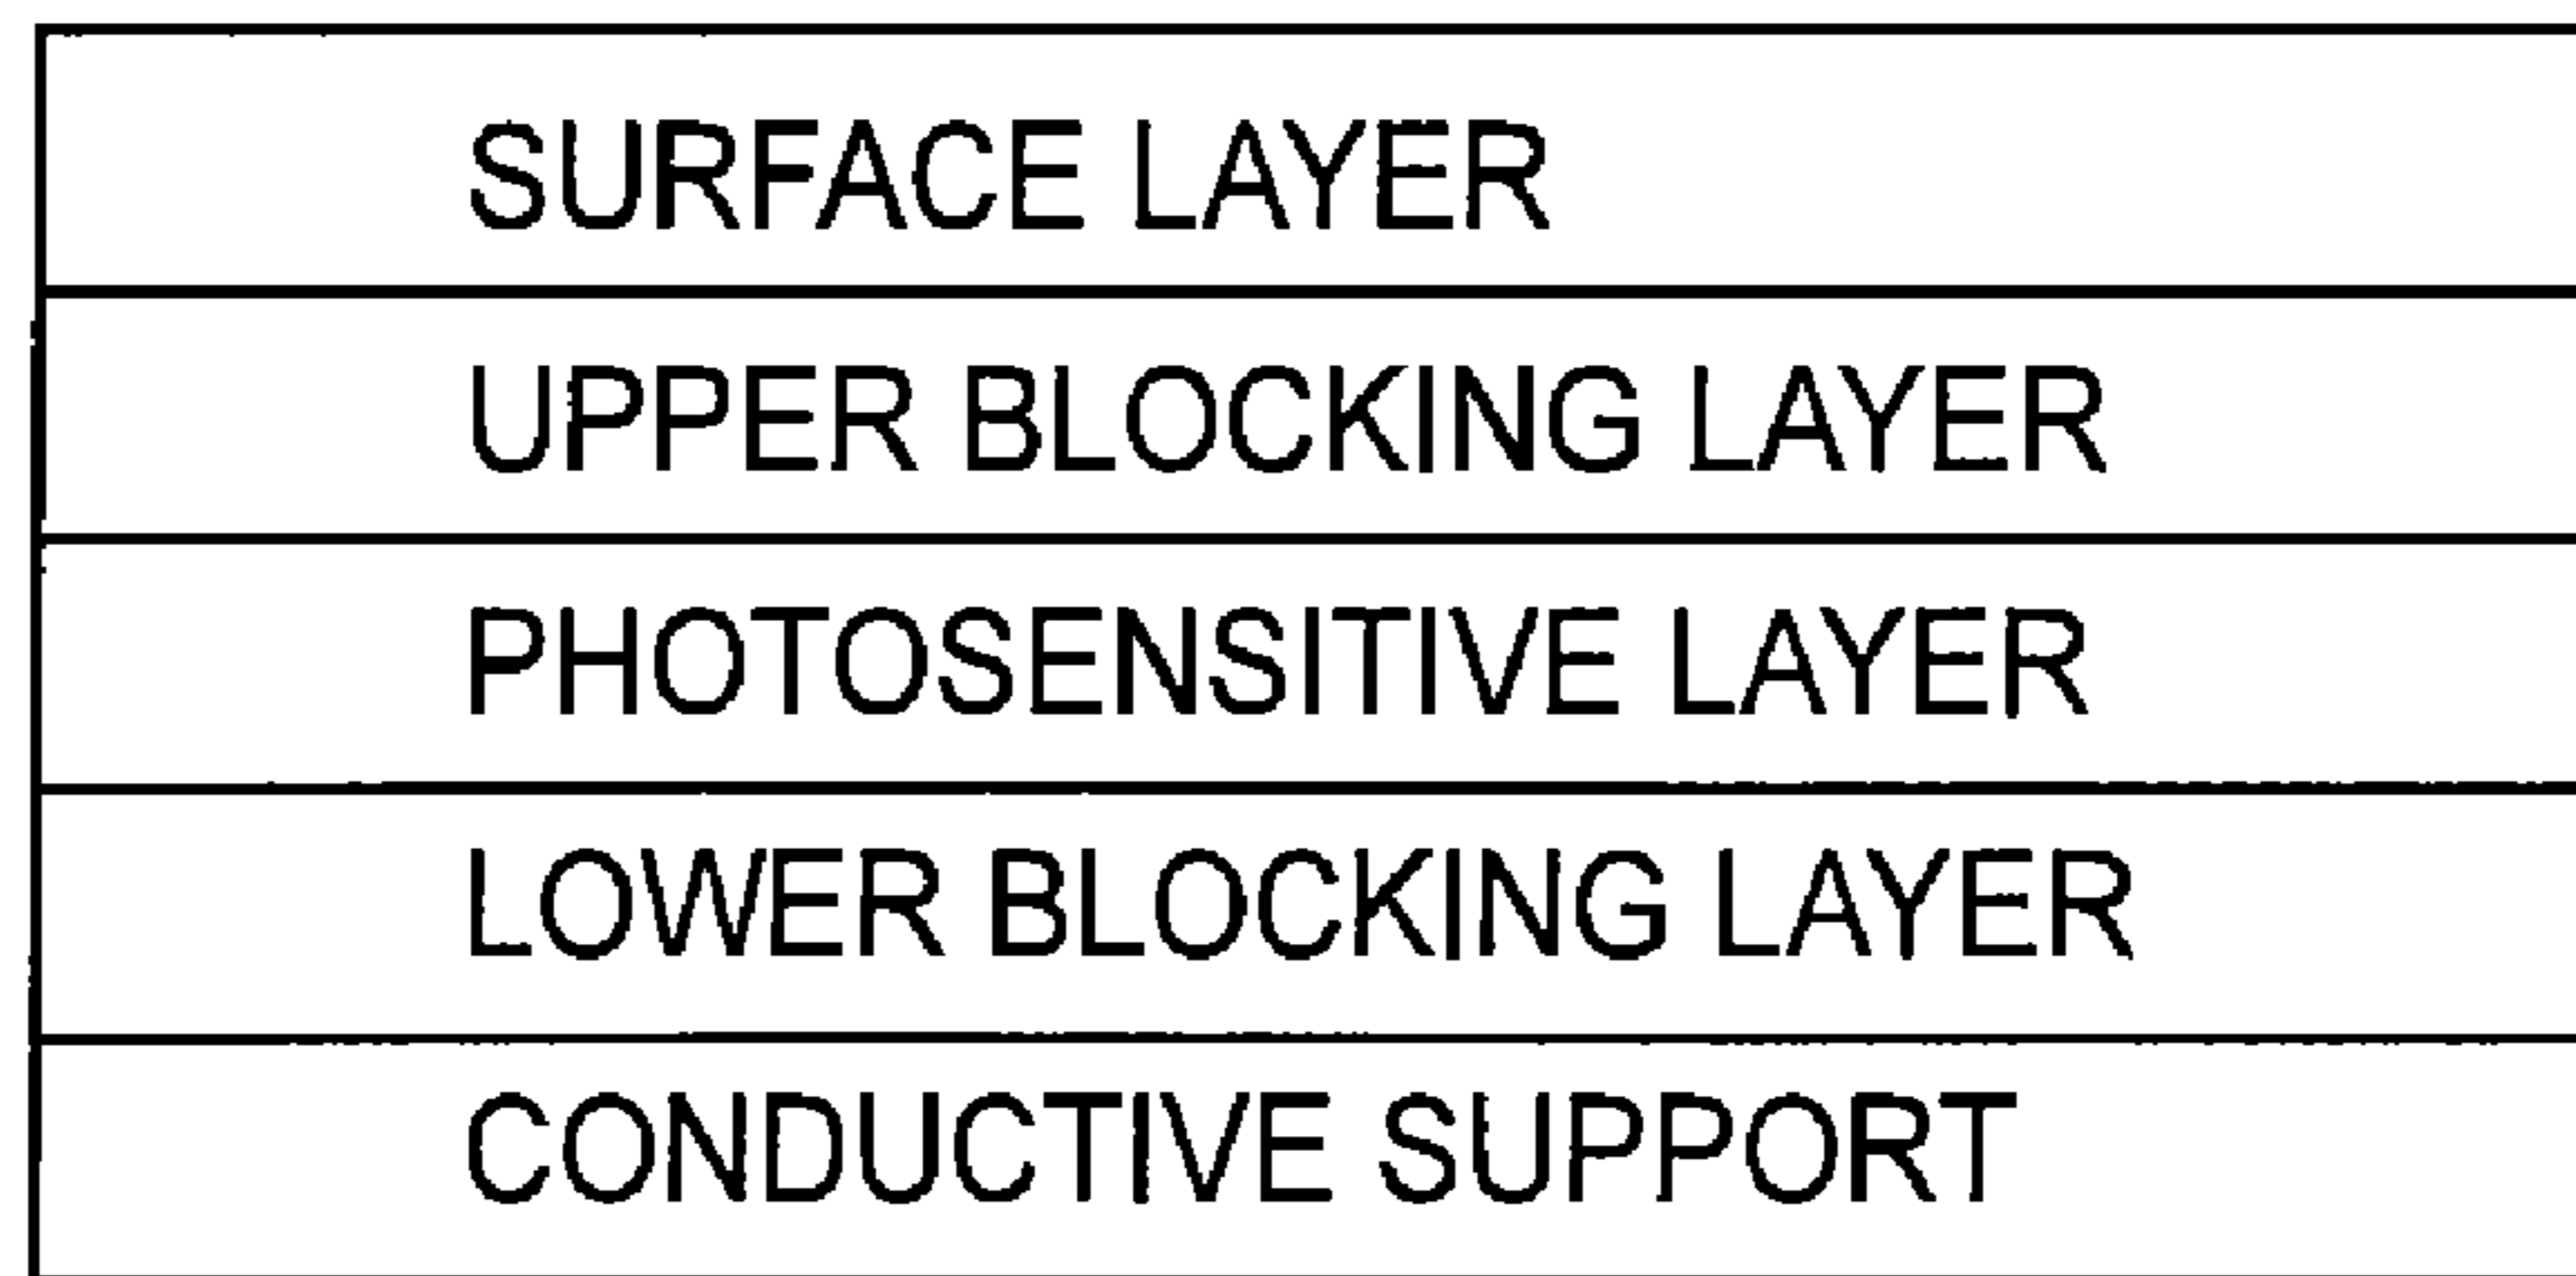 SURFACE LAYER
UPPER BLOCKING LAYER
PHOTOSENSITIVE LAYER
LOWER BLOCKING LAYER
CONDUCTIVE SUPPORT